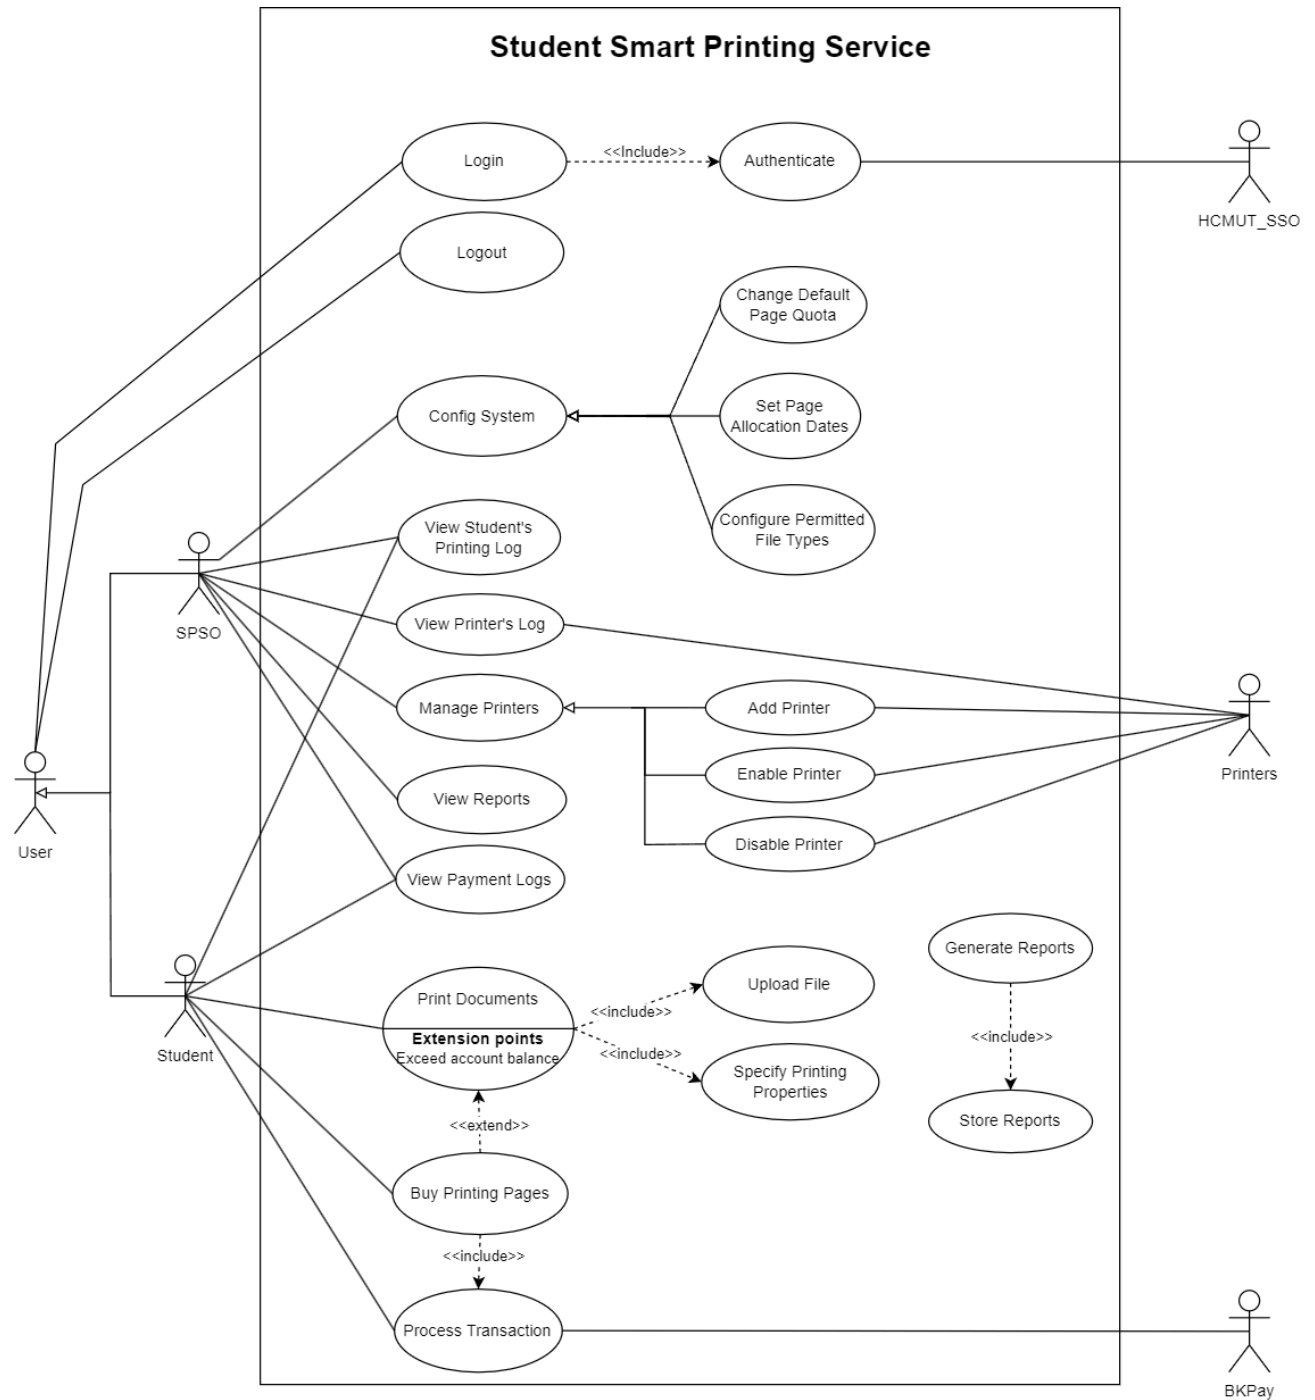 Student Smart Printing Service
Login
<<Include>>
Authenticate
HCMUT_SSO
Logout
Change Default
Page Quota
Config System
Set Page
Allocation Dates
Configure Permitted
File Types
View Student's
Printing Log
SPSO
View Printer's Log
Manage Printers
Add Printer
Printers
Enable Printer
View Reports
Disable Printer
User
View Payment Logs
Generate Reports
Print Documents
Upload File
<<include>>
Extension points
Exceed account balance
<<include>>
<<include>>
Student
Specify Printing
Properties
Store Reports
<<extend>>
Buy Printing Pages
<<include>>
Process Transaction
BKPay